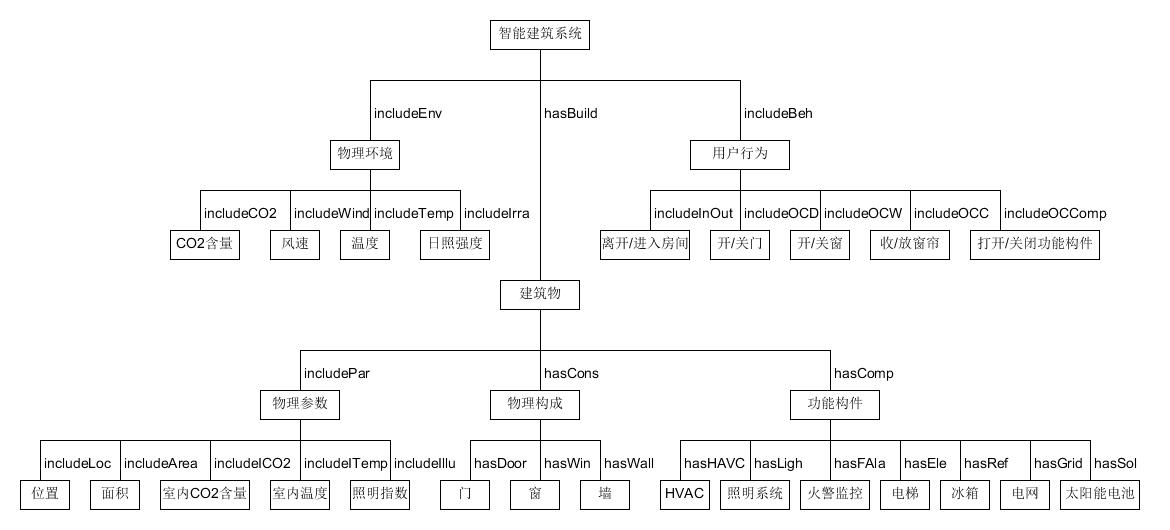 智能建筑系统
includeEnv
hasBuild
includeBeh
物理环境
用户行为
includeCO2
includeWind
includeTemp
includeIrra
includeInOut
includeOCD
includeOCW
includeOCC
includeOCComp
CO2含量
风速
温度
日照强度
离开/进入房间
开/关门
开/关窗
收/放窗帘
打开/关闭功能构件
建筑物
includePar
hasCons
hasComp
物理参数
物理构成
功能构件
includeLoc
includeArea
includeICO2
includeITemp
includeIllu
hasDoor
hasWin
hasWall
hasHAVC
hasLigh
hasFAla
hasEle
hasRef
hasGrid
hasSol
位置
面积
室内CO2含量
室内温度
照明指数
门
窗
墙
HVAC
照明系统
火警监控
电梯
冰箱
电网
太阳能电池